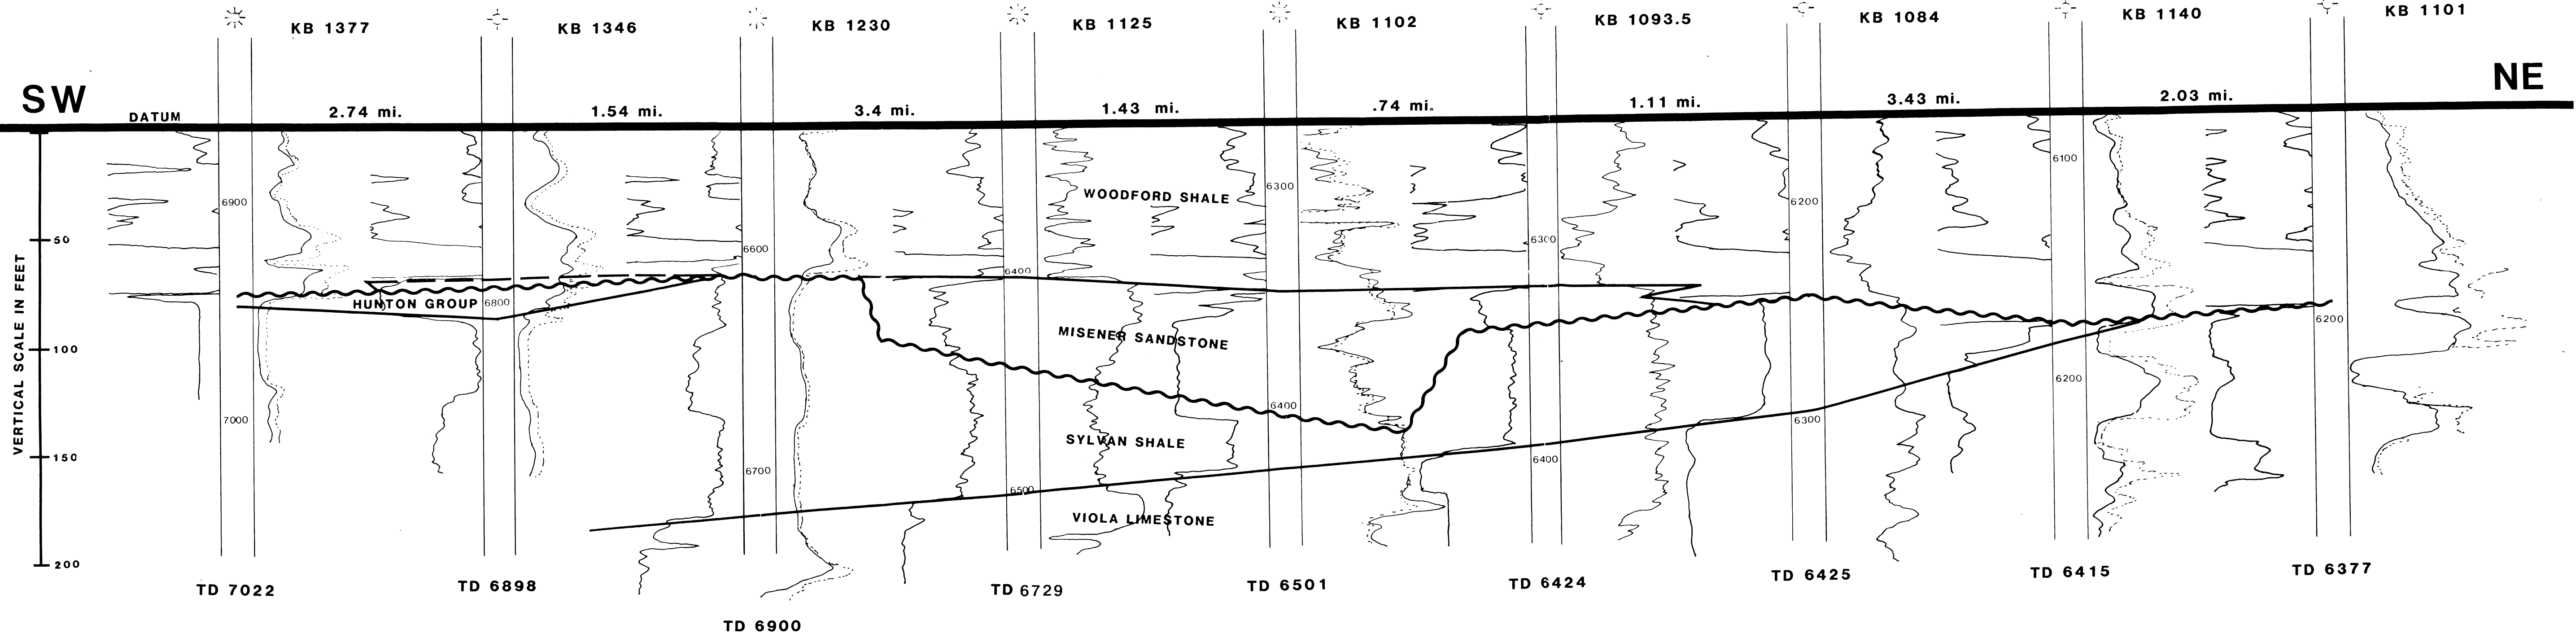 KB 1377 KB 1346 KB 1230 KB 1125 KB 1102 KB 1093.5 KB 1084 KB 1140 KB 1101
SW NE
DATUM 2.74 mi. 1.54 mi. 3.4 mi. 1.43 mi. .74 mi. 1.11 mi. 3.43 mi. 2.03 mi.
6100
6300
WOODFORD SHALE
6900 6200
50 6600 6300
6400
HUNTON GROUP 6800
6200
MISENER SANDSTONE
100
6200
6400
7000 6300
SYLVAN SHALE
150 6700 6400
6500
VIOLA LIMESTONE
200
VERTICAL SCALE IN FEET
TD 7022 TD 6898 TD 6729 TD 6501 TD 6424 TD 6425 TD 6415 TD 6377
TD 6900